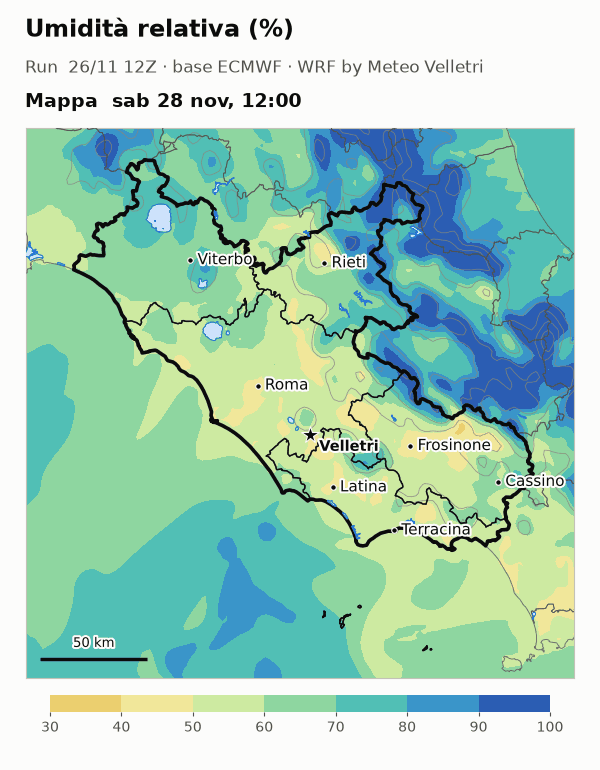 Umidità relativa (%)
Run  26/11 12Z · base ECMWF · WRF by Meteo Velletri
Mappa  sab 28 nov, 12:00
Viterbo
Rieti
Roma
Velletri
Frosinone
Latina
Cassino
Terracina
50 km
30 40 50 60 70 80 90 100